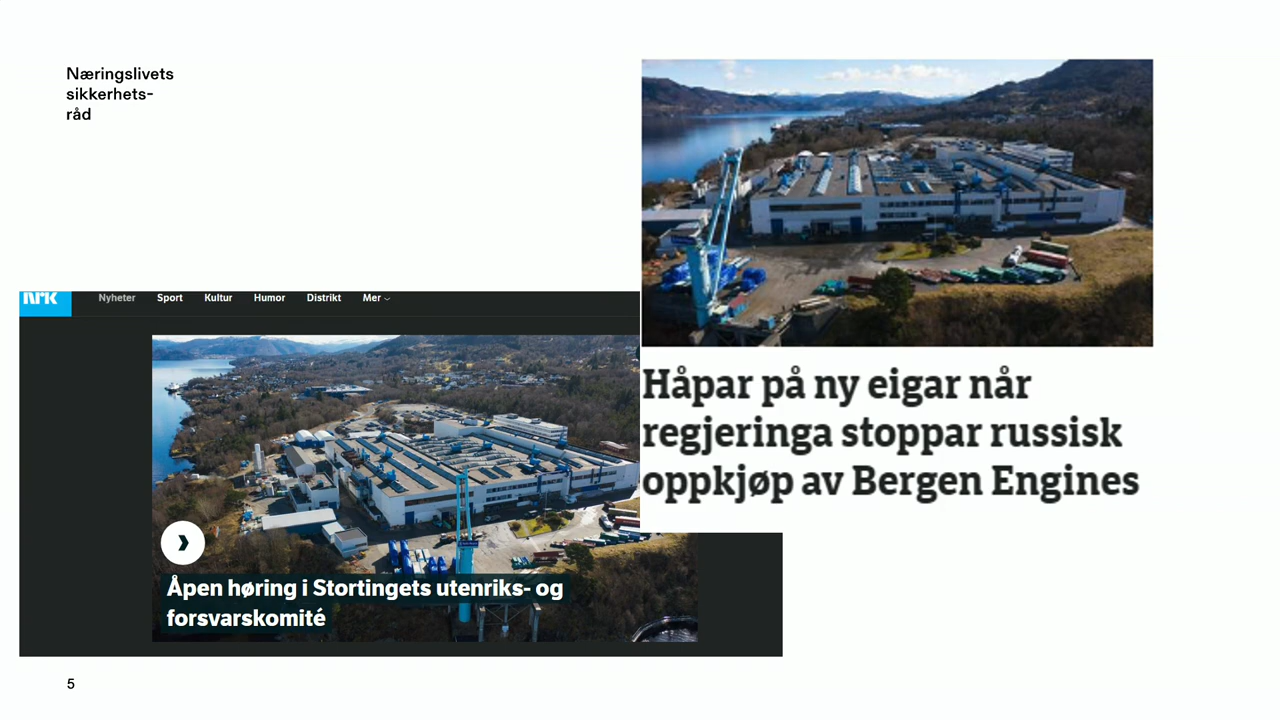 Næringslivets
sikkerhets-
råd
nrk
Nyheter Sport Kultur Humor Distrikt Mer
Håpar på ny eigar når
regjeringa stoppar russisk
oppkjøp av Bergen Engines
Åpen høring i Stortingets utenriks- og
forsvarskomité
5